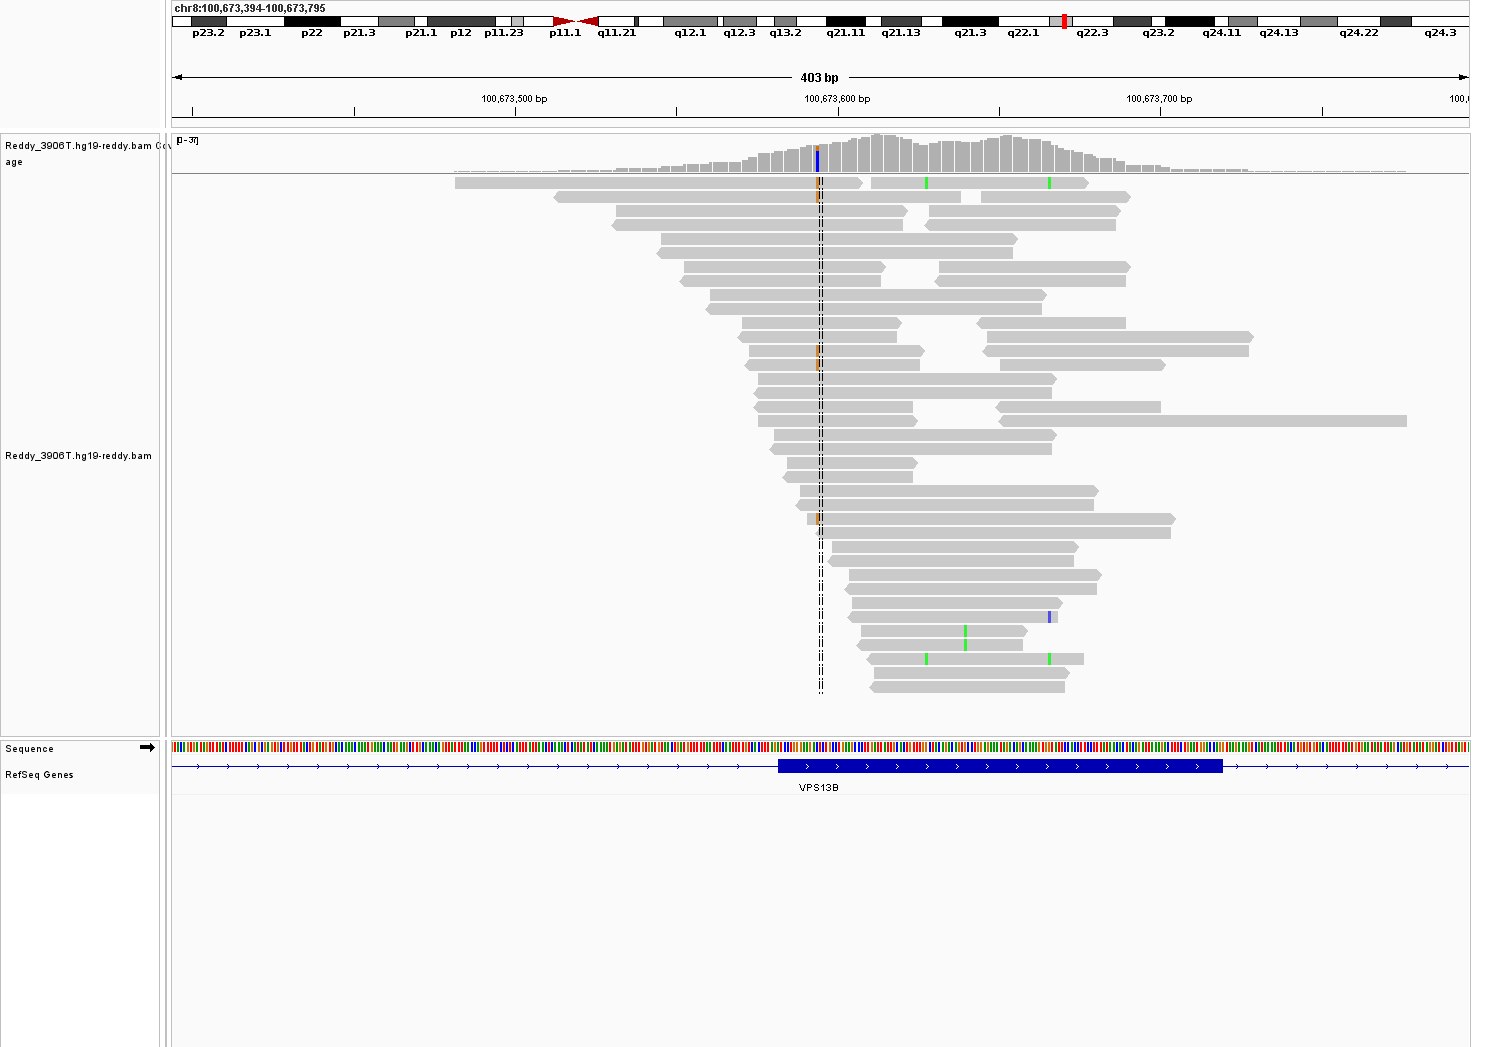 chr8:100,673,394-100,673,795
p23.2 p23.1 p22 p21.3 p21.1 p12 p11.23 p11.1 q11.21 q12.1 q12.3 q13.2 q21.11 q21.13 q21.3 q22.1 q22.3 q23.2 q24.11 q24.13 q24.22 q24.3
403 bp
100,673,500 bp 100,673,600 bp 100,673,700 bp 100,0
Reddy_3906T.hg19-reddy.bam Cov
age
[0 - 37]
Reddy_3906T.hg19-reddy.bam
Sequence
RefSeq Genes
VPS13B